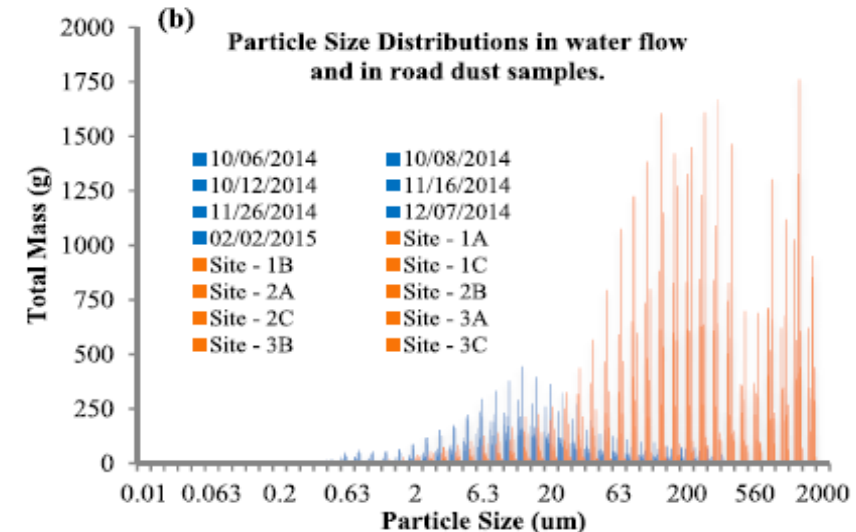 (b)
Particle Size Distributions in water flow
and in road dust samples.
2000
1750
1500
1250
1000
750
500
250
0
Total Mass (g)
10/06/2014 10/08/2014
10/12/2014 11/16/2014
11/26/2014 12/07/2014
02/02/2015 Site - 1A
Site - 1B Site - 1C
Site - 2A Site - 2B
Site - 2C Site - 3A
Site - 3B Site - 3C
0.01 0.063 0.2 0.63 2 6.3 20 63 200 560 2000
Particle Size (um)